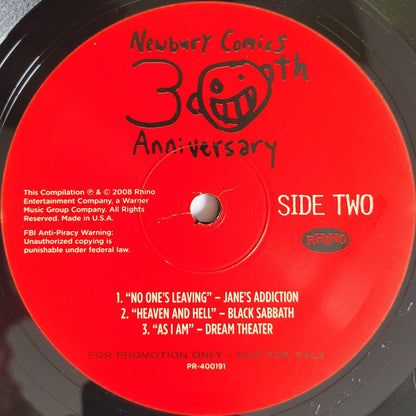 Newbury Comics
30th
Anniversary
This Compilation ℗ & © 2008 Rhino
Entertainment Company, a Warner
Music Group Company. All Rights
Reserved. Made in U.S.A.
FBI Anti-Piracy Warning:
Unauthorized copying is
punishable under federal law.
SIDE TWO
RHINO
1. “NO ONE'S LEAVING” – JANE'S ADDICTION
2. “HEAVEN AND HELL” – BLACK SABBATH
3. “AS I AM” – DREAM THEATER
FOR PROMOTION ONLY - NOT FOR SALE
PR-400191